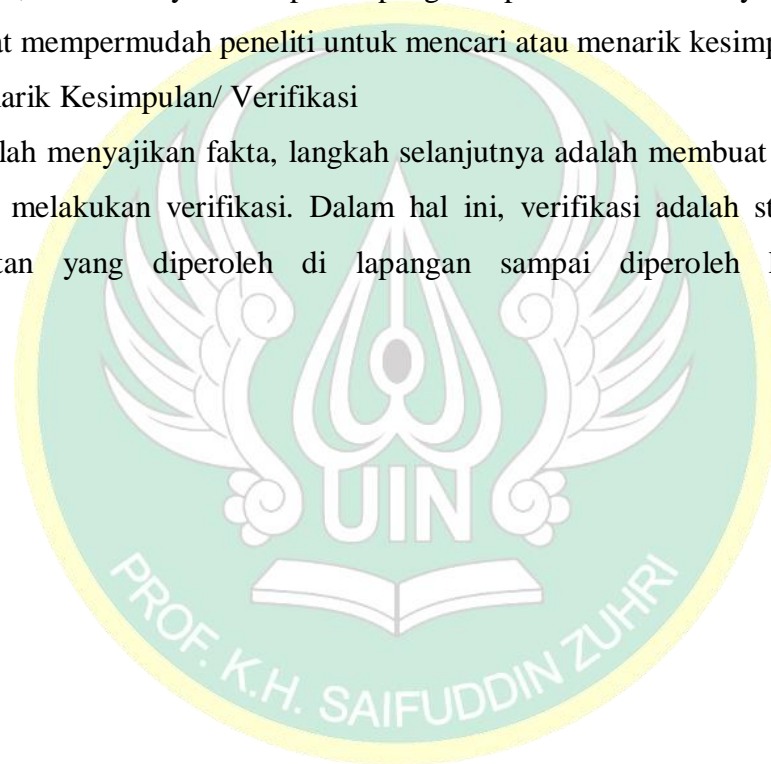 at mempermudah peneliti untuk mencari atau menarik kesimp
arik Kesimpulan/ Verifikasi
lah menyajikan fakta, langkah selanjutnya adalah membuat
melakukan verifikasi. Dalam hal ini, verifikasi adalah st
tan yang diperoleh di lapangan sampai diperoleh
UIN
PROF. K.H. SAIFUDDIN ZUHRI